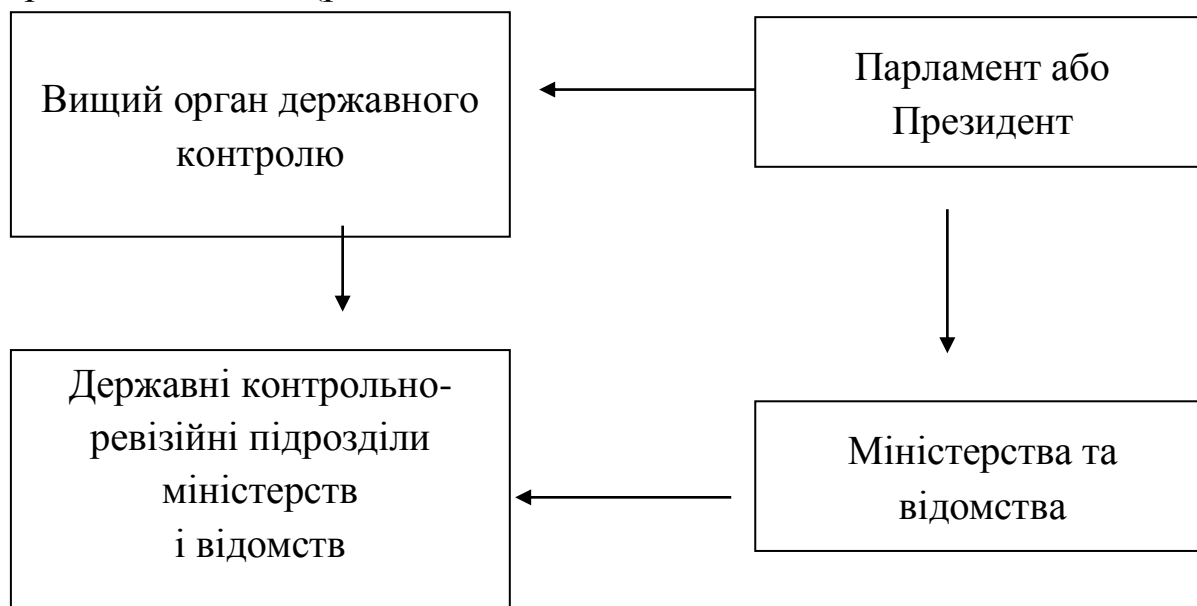 Вищий орган державного
контролю
Парламент або
Президент
Державні контрольно-
ревізійні підрозділи
міністерств
і відомств
Міністерства та
відомства